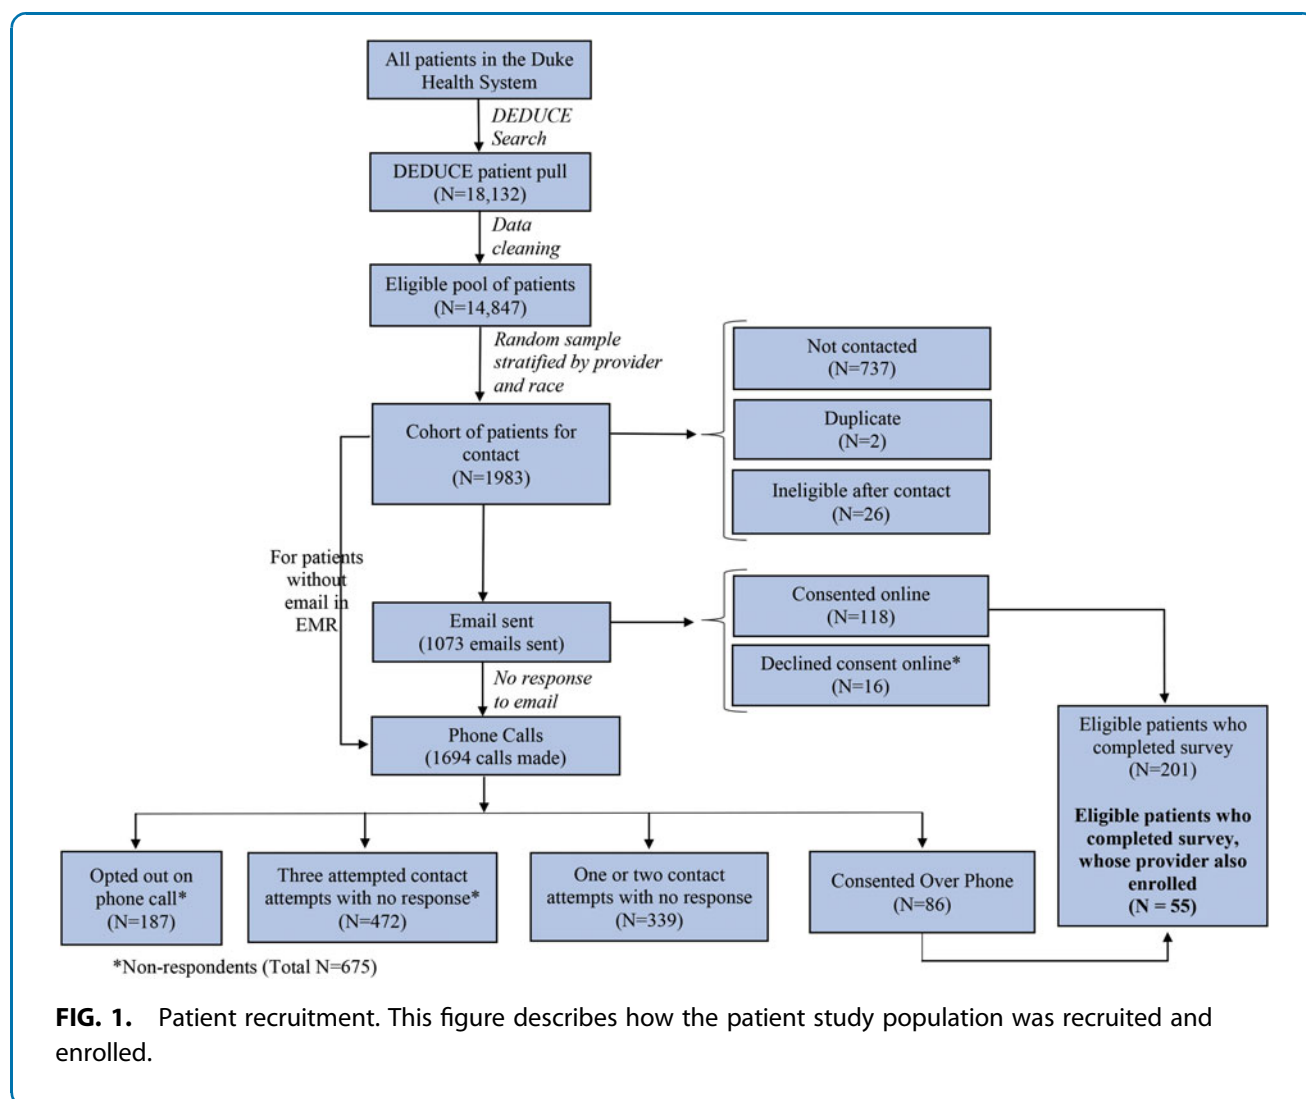 All patients in the Duke
Health System
DEDUCE
Search
DEDUCE patient pull
(N=18,132)
Data
cleaning
Eligible pool of patients
(N=14,847)
Random sample
stratified by provider
and race
Not contacted
(N=737)
Duplicate
(N=2)
Ineligible after contact
(N=26)
Cohort of patients for
contact
(N=1983)
For patients
without
email in
EMR
Email sent
(1073 emails sent)
Consented online
(N=118)
Declined consent online*
(N=16)
No response
to email
Phone Calls
(1694 calls made)
Eligible patients who
completed survey
(N=201)
Eligible patients who
completed survey,
whose provider also
enrolled
(N = 55)
Opted out on
phone call*
(N=187)
Three attempted contact
attempts with no response*
(N=472)
One or two contact
attempts with no response
(N=339)
Consented Over Phone
(N=86)
*Non-respondents (Total N=675)
FIG. 1. Patient recruitment. This figure describes how the patient study population was recruited and
enrolled.